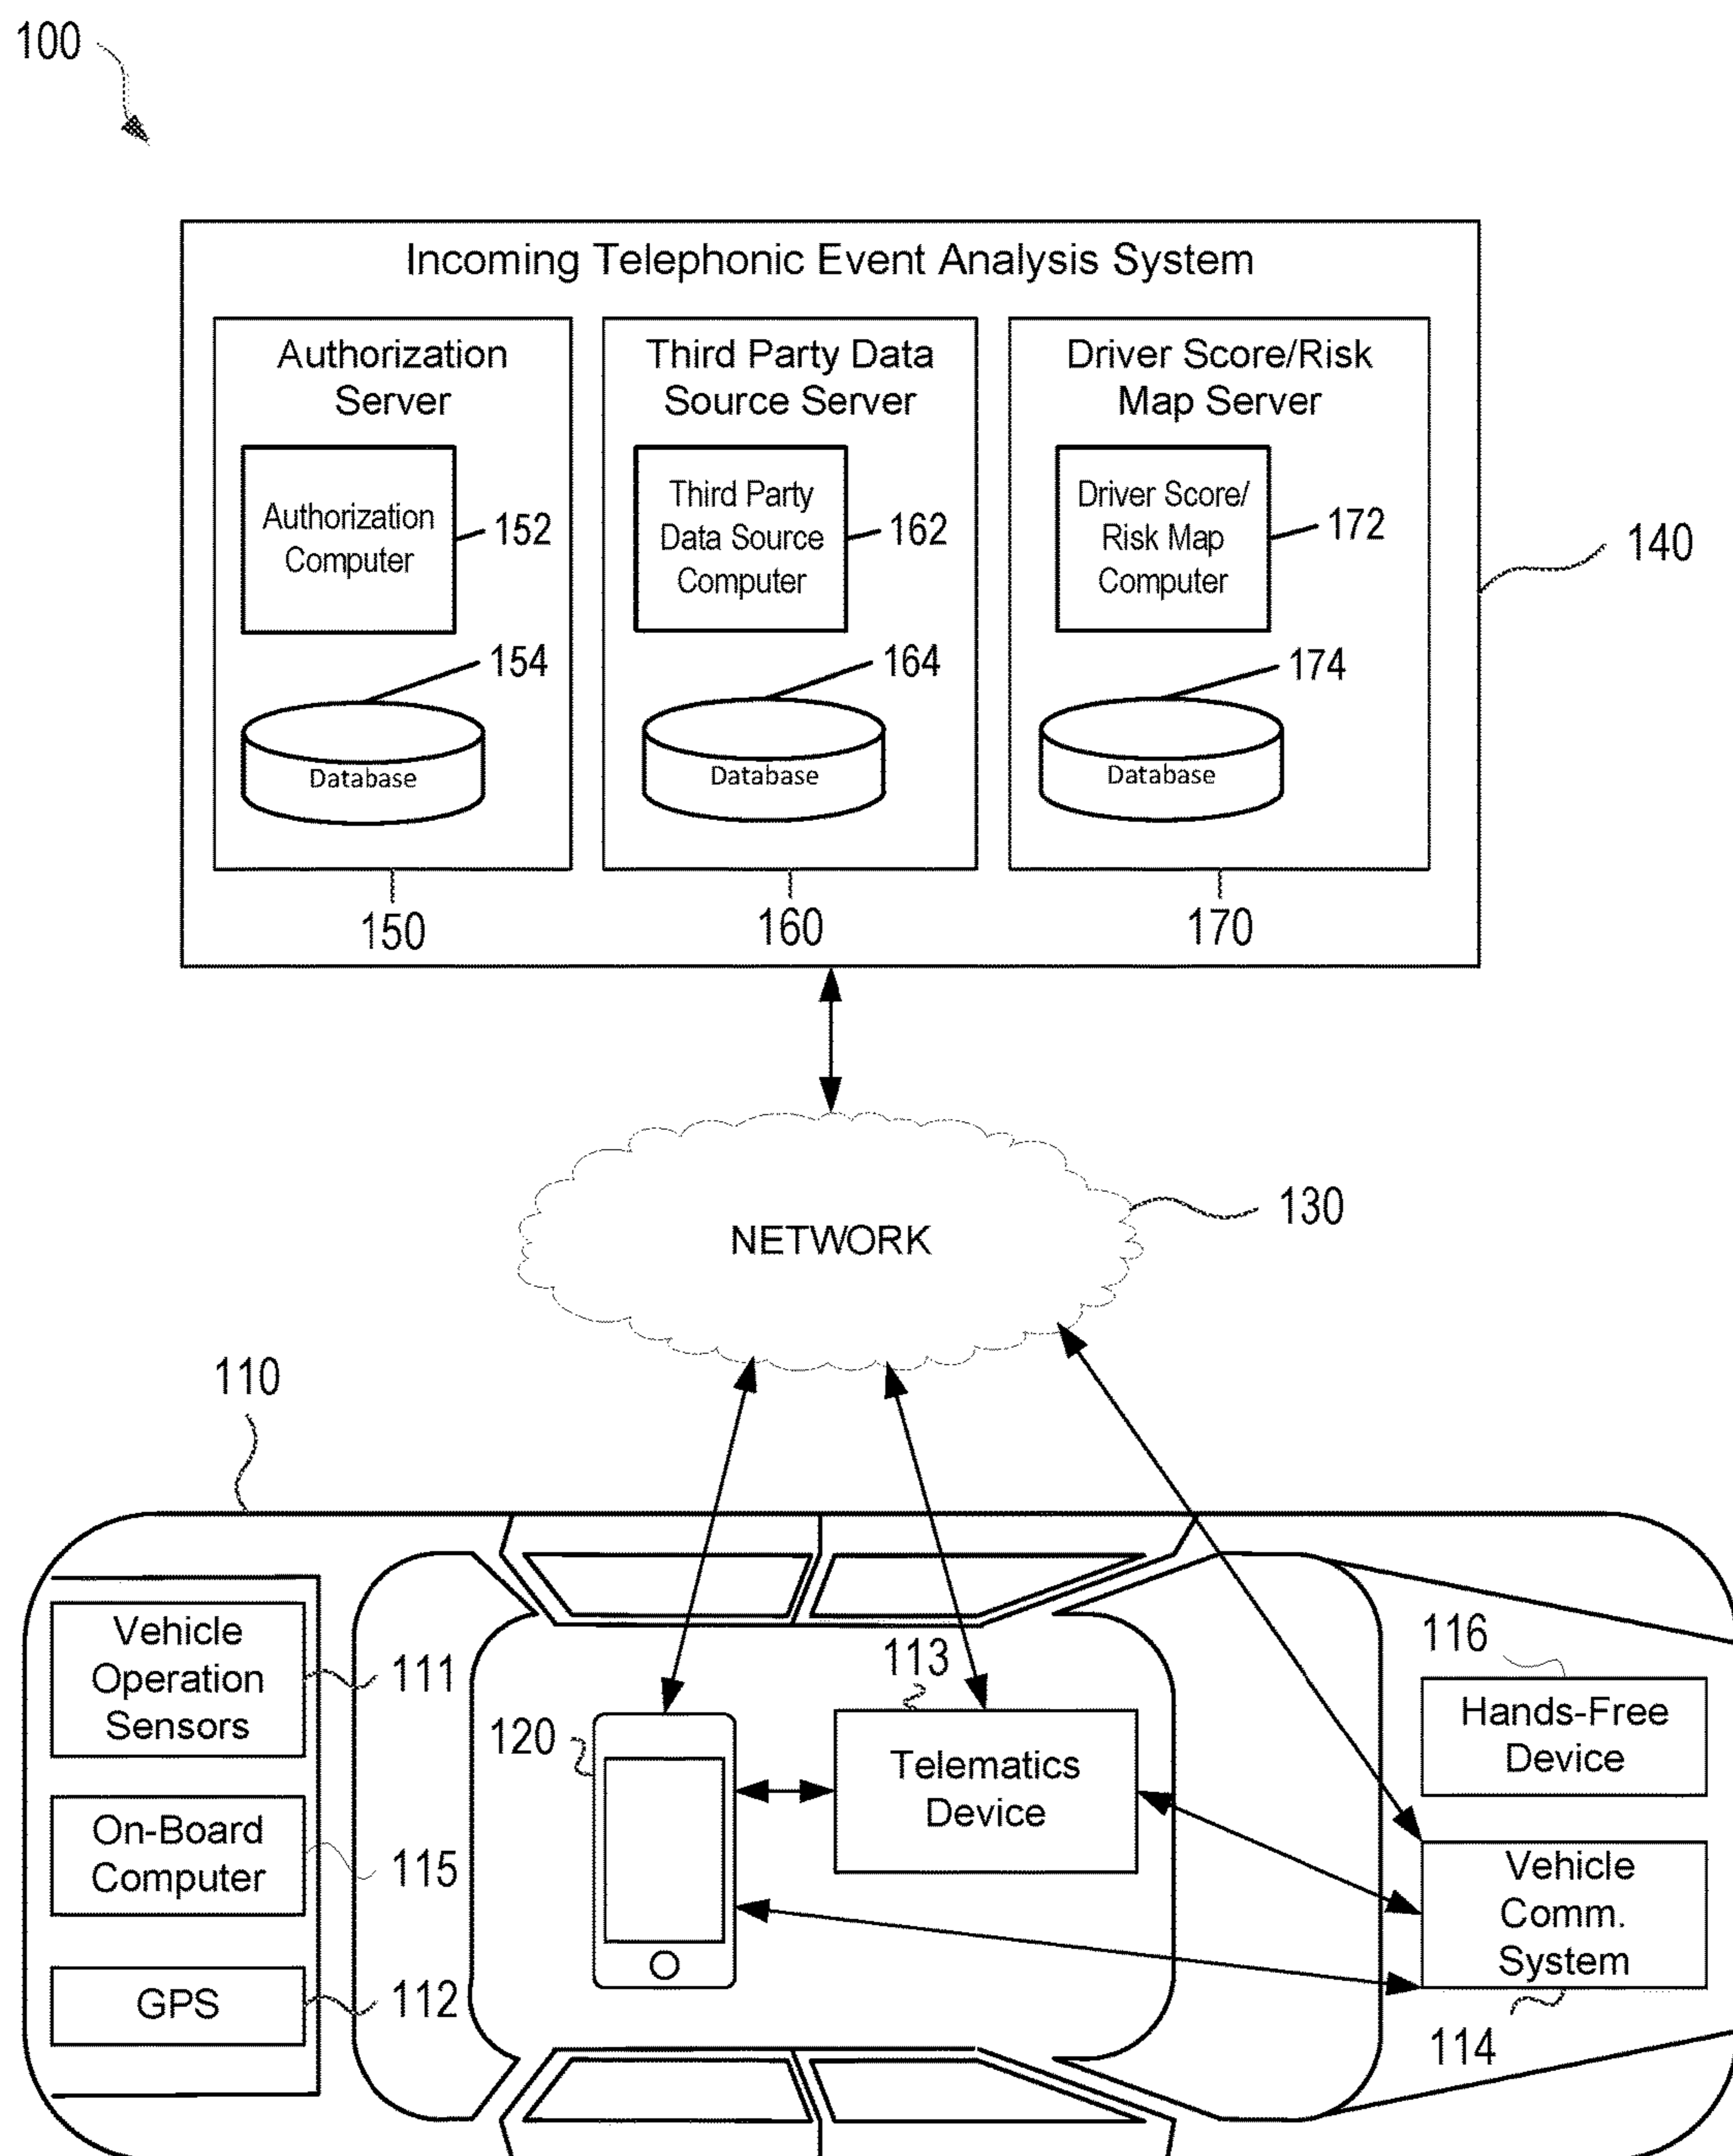 100
Incoming Telephonic Event Analysis System
Authorization
Server
Authorization
Computer
152
154
Database
150
Third Party Data
Source Server
Third Party
Data Source
Computer
162
164
Database
160
Driver Score/Risk
Map Server
Driver Score/
Risk Map
Computer
172
174
Database
170
140
NETWORK
130
110
Vehicle
Operation
Sensors
111
On-Board
Computer
115
GPS
112
120
113
Telematics
Device
116
Hands-Free
Device
Vehicle
Comm.
System
114